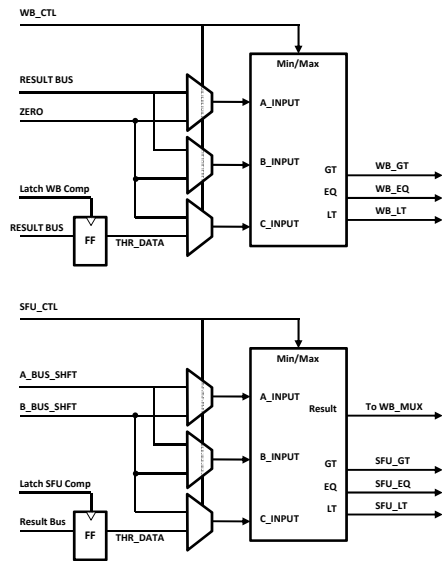 WB_CTL
Min/Max
RESULT BUS
A_INPUT
ZERO
B_INPUT
GT
WB_GT
EQ
WB_EQ
LT
WB_LT
Latch WB Comp
C_INPUT
RESULT BUS
FF
THR_DATA
SFU_CTL
Min/Max
A_BUS_SHFT
A_INPUT
B_BUS_SHFT
Result
To WB_MUX
B_INPUT
GT
SFU_GT
EQ
SFU_EQ
LT
SFU_LT
Latch SFU Comp
C_INPUT
Result Bus
FF
THR_DATA